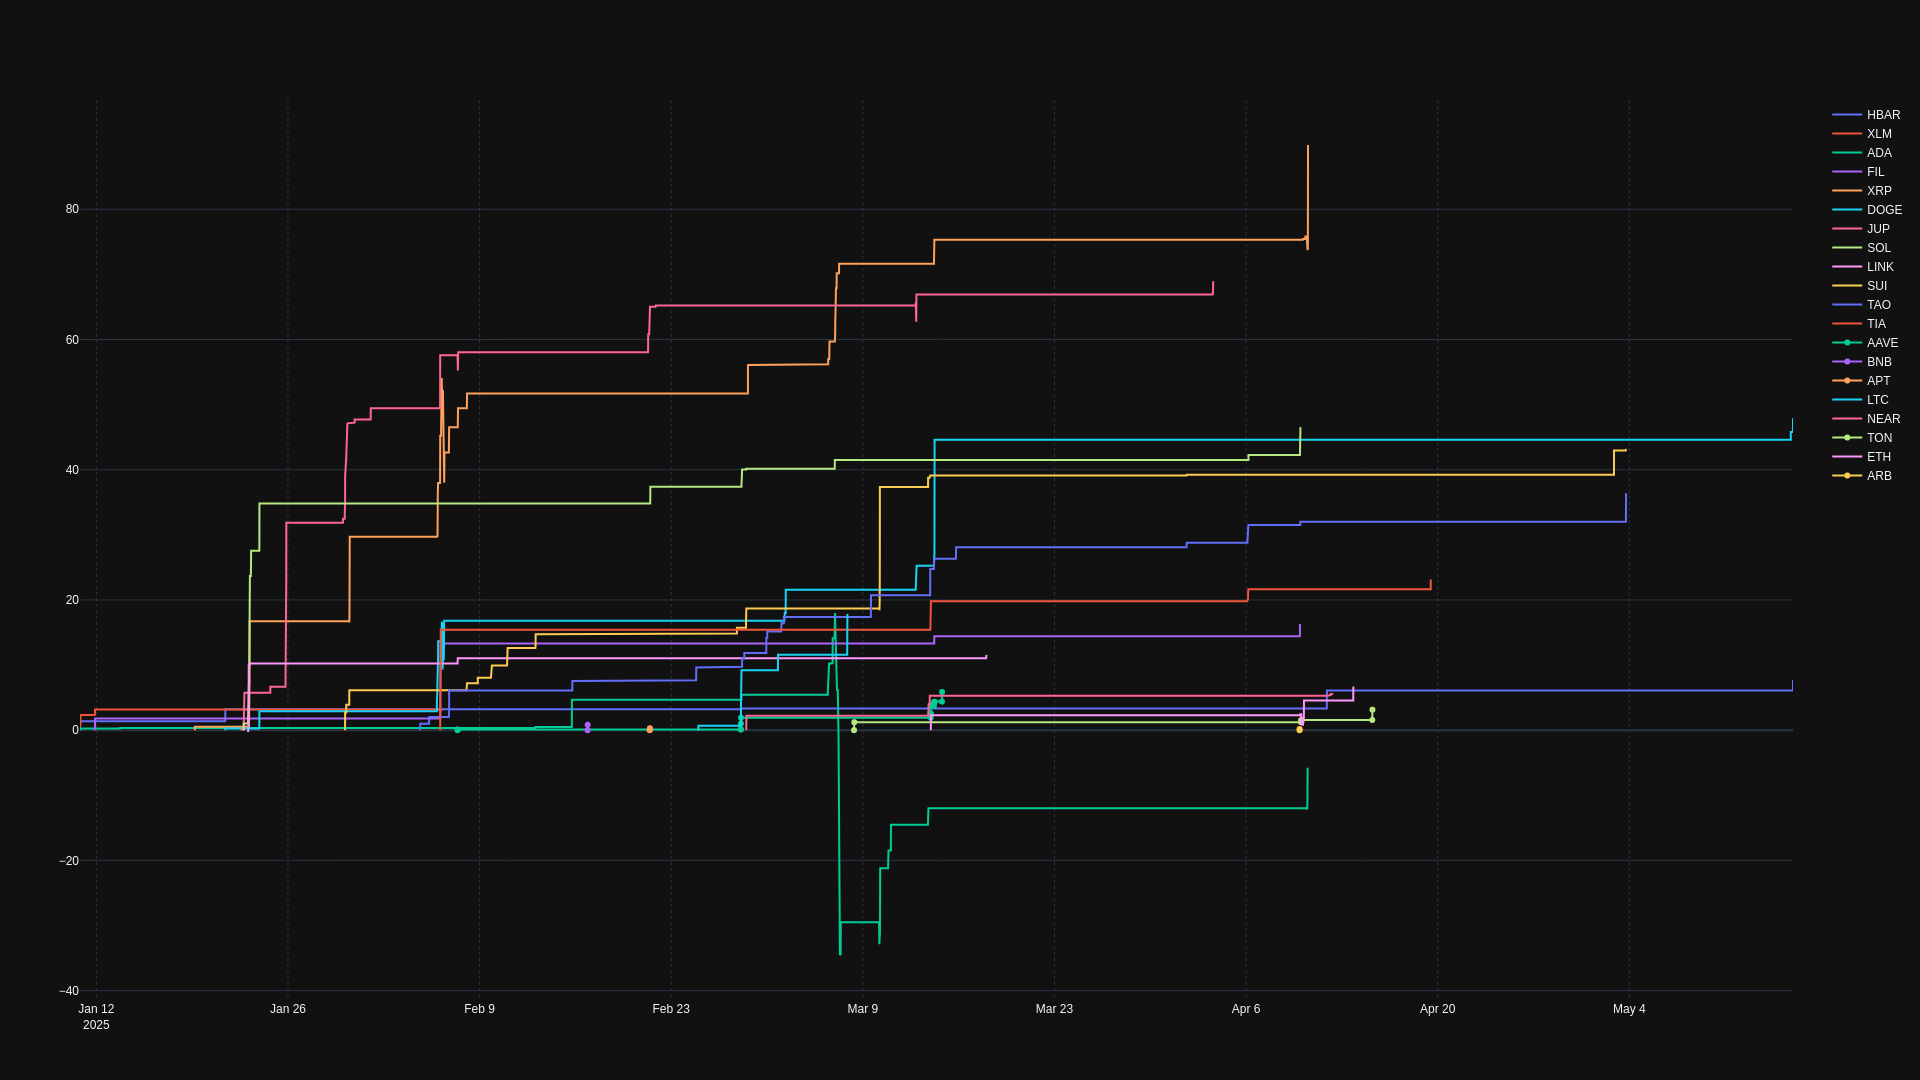 80
60
40
20
0
−20
−40
Jan 12
2025
Jan 26
Feb 9
Feb 23
Mar 9
Mar 23
Apr 6
Apr 20
May 4
HBAR
XLM
ADA
FIL
XRP
DOGE
JUP
SOL
LINK
SUI
TAO
TIA
AAVE
BNB
APT
LTC
NEAR
TON
ETH
ARB